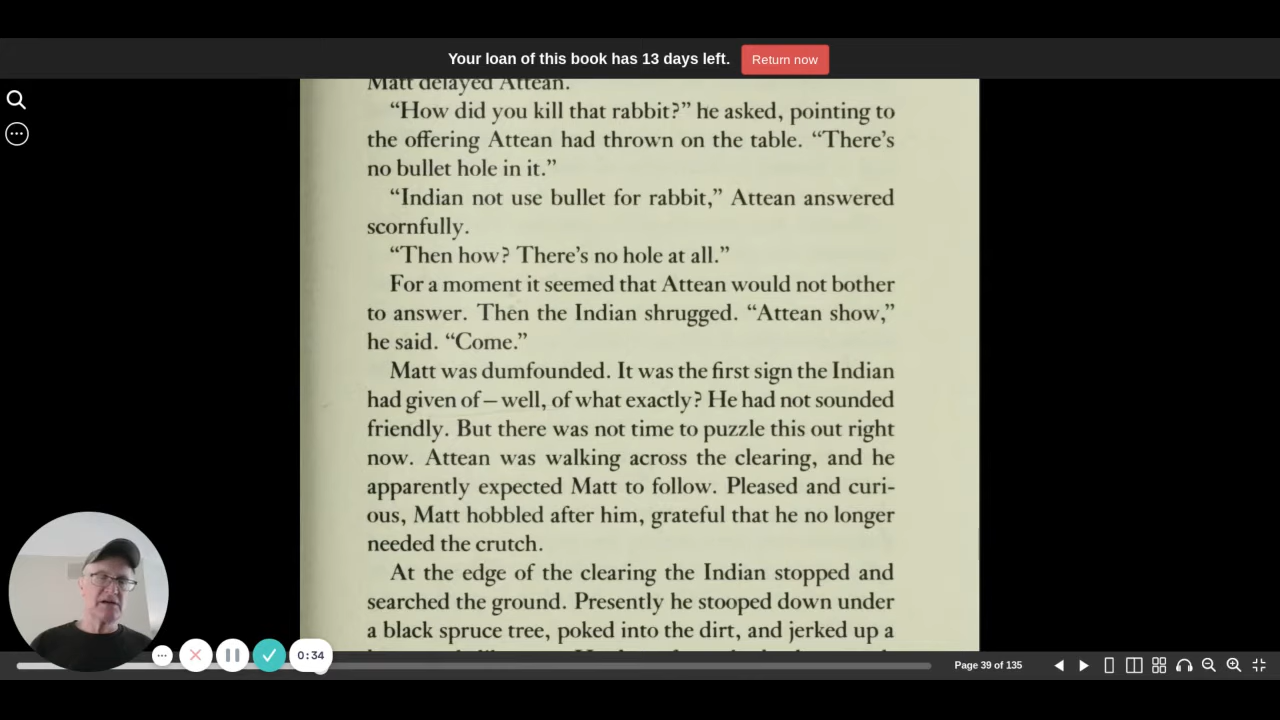 Your loan of this book has 13 days left. Return now
Matt delayed Attean.
“How did you kill that rabbit?” he asked, pointing to
the offering Attean had thrown on the table. “There’s
no bullet hole in it.”
“Indian not use bullet for rabbit,” Attean answered
scornfully.
“Then how? There’s no hole at all.”
For a moment it seemed that Attean would not bother
to answer. Then the Indian shrugged. “Attean show,”
he said. “Come.”
Matt was dumfounded. It was the first sign the Indian
had given of – well, of what exactly? He had not sounded
friendly. But there was not time to puzzle this out right
now. Attean was walking across the clearing, and he
apparently expected Matt to follow. Pleased and curi-
ous, Matt hobbled after him, grateful that he no longer
needed the crutch.
At the edge of the clearing the Indian stopped and
searched the ground. Presently he stooped down under
a black spruce tree, poked into the dirt, and jerked up a
0:34
Page 39 of 135